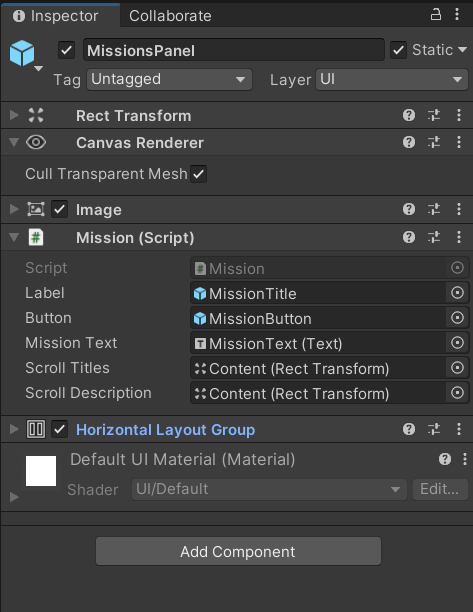 Inspector Collaborate
MissionsPanel Static
Tag Untagged Layer UI
Rect Transform
Canvas Renderer
Cull Transparent Mesh
Image
Mission (Script)
Script Mission
Label MissionTitle
Button MissionButton
Mission Text MissionText (Text)
Scroll Titles Content (Rect Transform)
Scroll Description Content (Rect Transform)
Horizontal Layout Group
Default UI Material (Material)
Shader UI/Default Edit...
Add Component